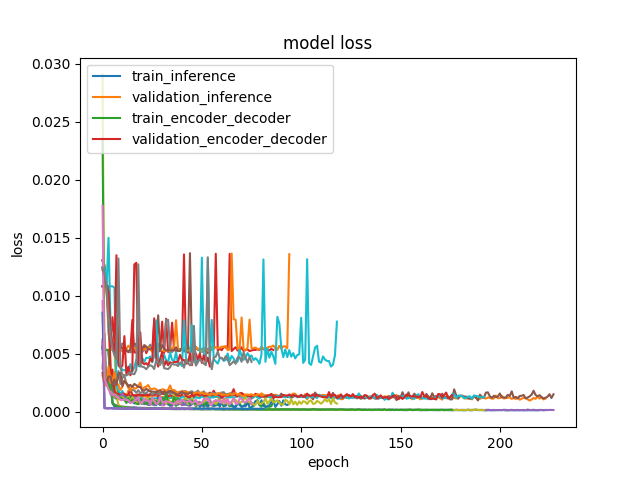 model loss
train_inference
validation_inference
train_encoder_decoder
validation_encoder_decoder
0.030
0.025
0.020
0.015
0.010
0.005
0.000
loss
0 50 100 150 200
epoch